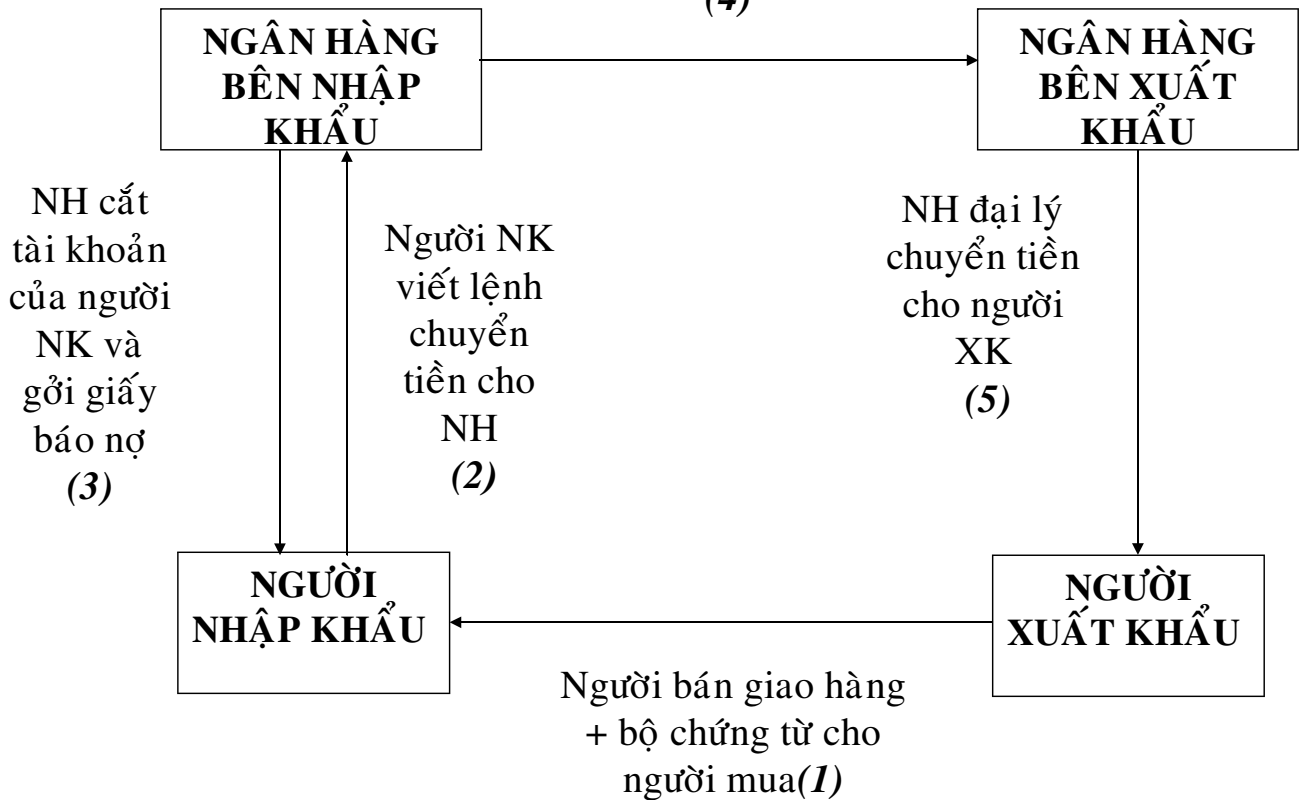 (4)
NGÂN HÀNG
BÊN NHẬP
KHẨU
NGÂN HÀNG
BÊN XUẤT
KHẨU
NH cắt
tài khoản
của người
NK và
gởi giấy
báo nợ
(3)
Người NK
viết lệnh
chuyển
tiền cho
NH
(2)
NH đại lý
chuyển tiền
cho người
XK
(5)
NGƯỜI
NHẬP KHẨU
NGƯỜI
XUẤT KHẨU
Người bán giao hàng
+ bộ chứng từ cho
người mua(1)